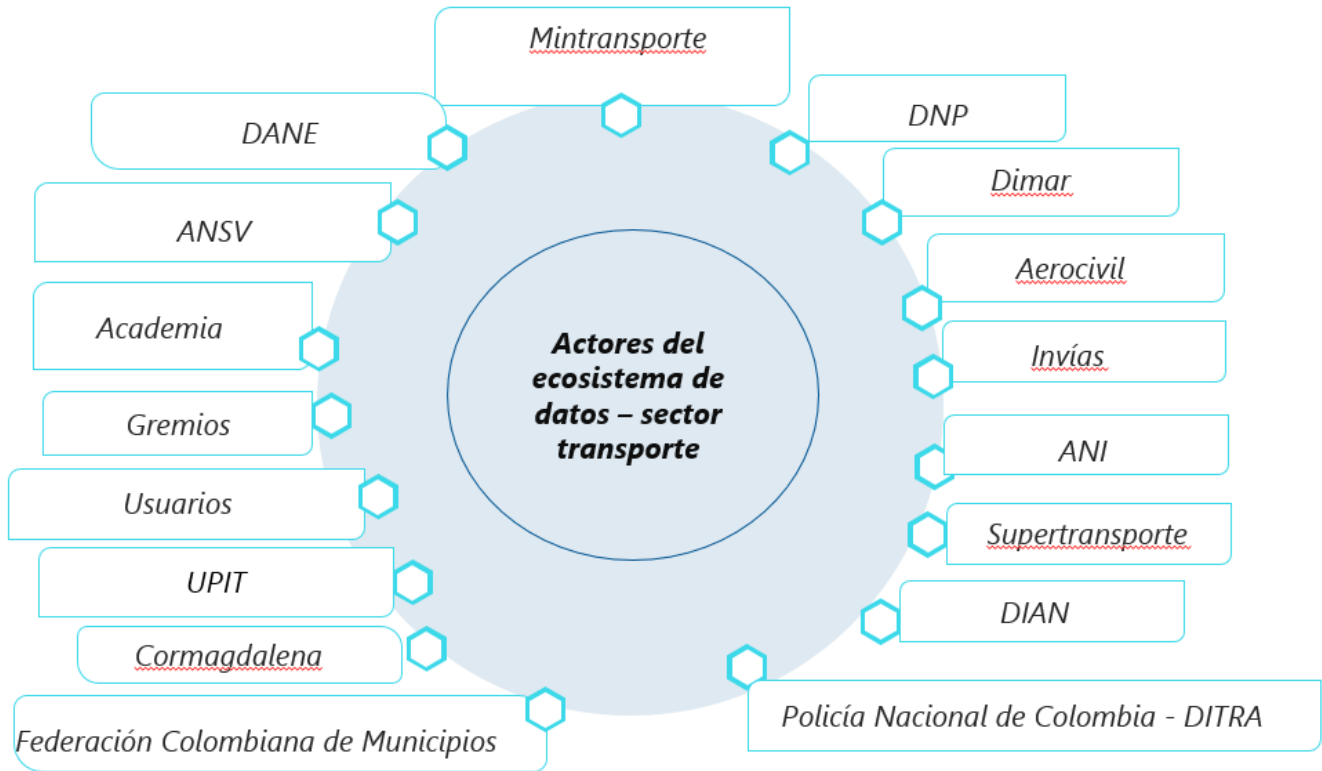 Mintransporte
DNP
DANE
Dimar
ANSV
Aerocivil
Academia
Actores del
ecosistema de
datos – sector
transporte
Invías
Gremios
ANI
Usuarios
Supertransporte
UPIT
DIAN
Cormagdalena
Policía Nacional de Colombia - DITRA
Federación Colombiana de Municipios